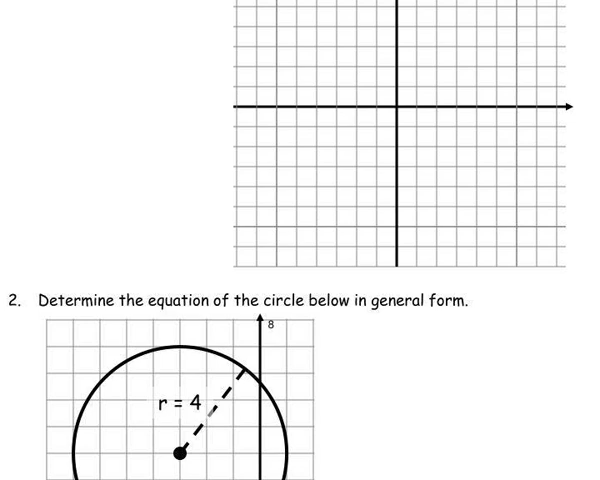 2. Determine the equation of the circle below in general form.
8
r = 4